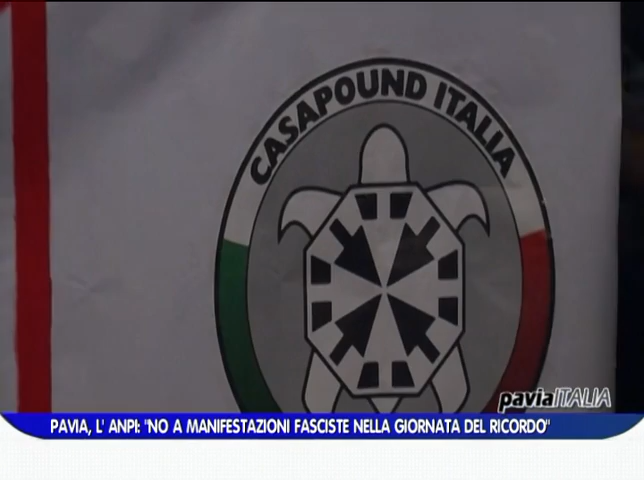 CASAPOUND ITALIA
paviaITALIA
PAVIA, L' ANPI: "NO A MANIFESTAZIONI FASCISTE NELLA GIORNATA DEL RICORDO"